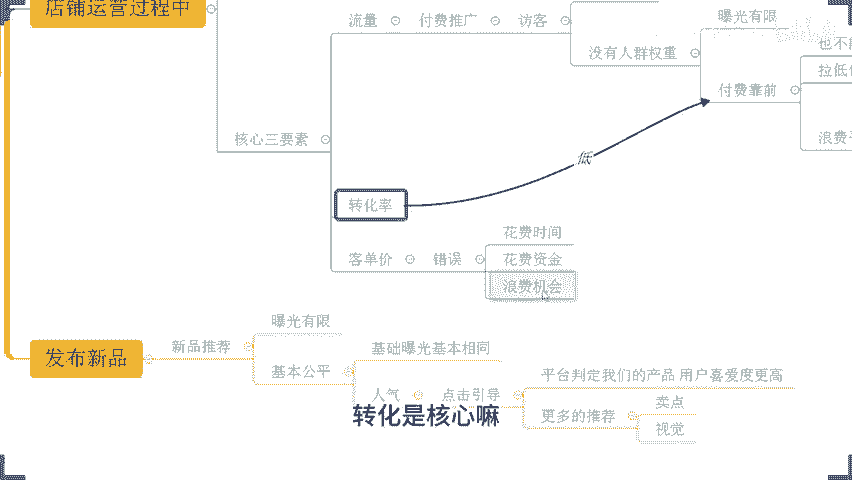 店铺运营过程中
流量
付费推广
访客
曝光有限
没有人群权重
付费靠前
也不
拉低
浪费
核心三要素
低
转化率
花费时间
客单价
错误
花费资金
浪费机会
曝光有限
新品推荐
基本公平
发布新品
基础曝光基本相同
人气
点击引导
平台判定我们的产品 用户喜爱度更高
更多的推荐
卖点
视觉
转化是核心嘛